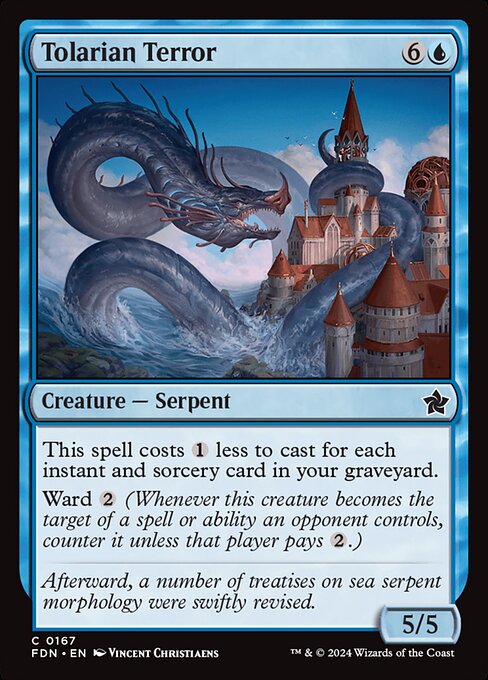 Tolarian Terror 6
Creature — Serpent
This spell costs 1 less to cast for each
instant and sorcery card in your graveyard.
Ward 2 (Whenever this creature becomes the
target of a spell or ability an opponent controls,
counter it unless that player pays 2.)
Afterward, a number of treatises on sea serpent
morphology were swiftly revised.
5/5
C 0167
FDN • EN Vincent Christiaens
™ & © 2024 Wizards of the Coast